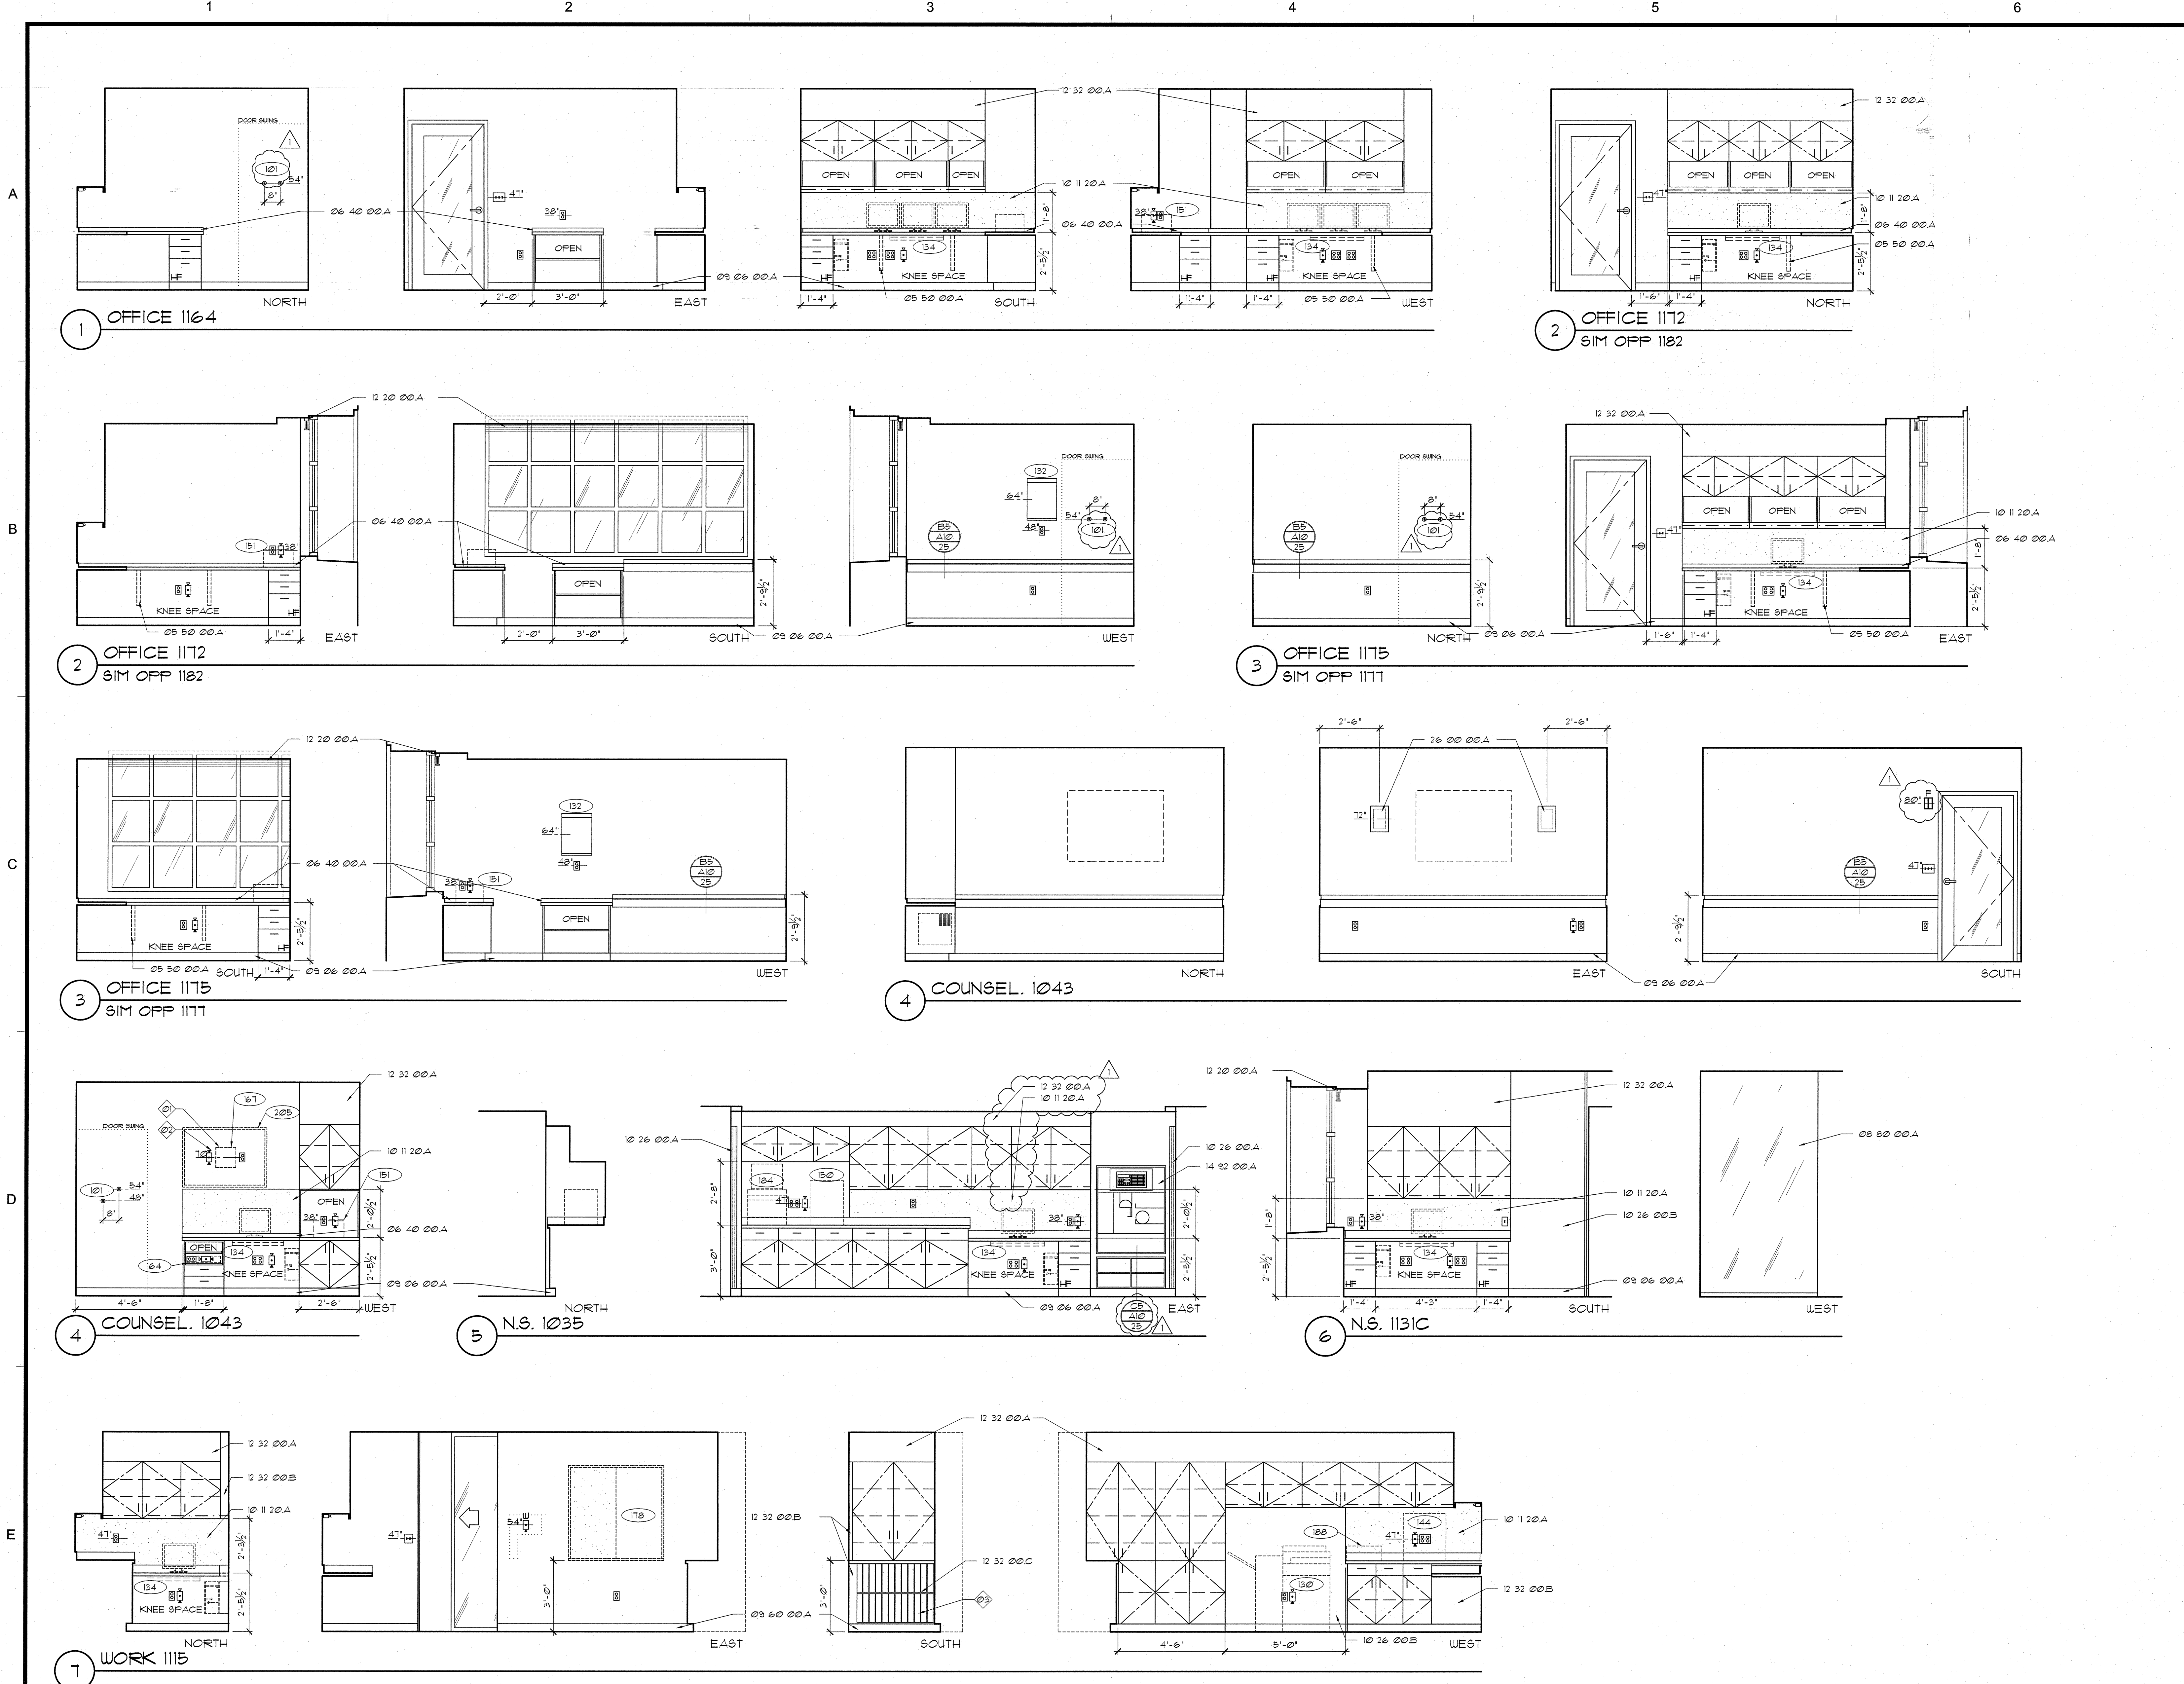 1 2 3 4 5 6
A
DOOR SWING
1
101
54"
8"
NORTH
06 40 00.A
47"
38"
OPEN
2'-0"
3'-0"
EAST
09 06 00.A
12 32 00.A
OPEN OPEN OPEN
10 11 20.A
1'-8"
06 40 00.A
134
HF
KNEE SPACE
2'-5½"
1'-4"
05 50 00.A
SOUTH
38"
151
OPEN OPEN
134
HF HF
KNEE SPACE
1'-4" 1'-4"
05 50 00.A
WEST
1 OFFICE 1164
12 32 00.A
47"
OPEN OPEN OPEN
10 11 20.A
1'-8"
06 40 00.A
134
05 50 00.A
HF
KNEE SPACE
2'-5½"
1'-6" 1'-4"
NORTH
2 OFFICE 1172
SIM OPP 1182
B
12 20 00.A
06 40 00.A
151
38"
KNEE SPACE
HF
05 50 00.A
1'-4"
EAST
OPEN
2'-9½"
2'-0"
3'-0"
SOUTH
09 06 00.A
DOOR SWING
132
64"
48"
8"
54"
101
1
B5
A10
25
WEST
2 OFFICE 1172
SIM OPP 1182
DOOR SWING
8"
54"
101
1
B5
A10
25
2'-9½"
NORTH
09 06 00.A
12 32 00.A
47"
OPEN OPEN OPEN
10 11 20.A
06 40 00.A
1'-8"
134
HF
KNEE SPACE
2'-5½"
1'-6" 1'-4"
05 50 00.A
EAST
3 OFFICE 1175
SIM OPP 1177
C
12 20 00.A
06 40 00.A
KNEE SPACE
HF
2'-5½"
05 50 00.A
SOUTH
1'-4"
09 06 00.A
132
64"
48"
38"
151
OPEN
B5
A10
25
2'-9½"
WEST
3 OFFICE 1175
SIM OPP 1177
NORTH
2'-6" 2'-6"
26 00 00.A
72"
EAST
09 06 00.A
1
F
80"
47"
B5
A10
25
2'-9½"
SOUTH
4 COUNSEL. 1043
D
12 32 00.A
01
02
167
205
DOOR SWING
70"
10 11 20.A
151
101
54"
48"
8"
OPEN
38"
2'-0½"
06 40 00.A
OPEN
134
164
KNEE SPACE
2'-5½"
09 06 00.A
4'-6" 1'-8" 2'-6"
WEST
4 COUNSEL. 1043
NORTH
1
12 32 00.A
10 11 20.A
10 26 00.A
10 26 00.A
14 92 00.A
184
150
47"
2'-8"
38"
2'-0½"
134
3'-0"
KNEE SPACE
HF
2'-5½"
09 06 00.A
EAST
C5
A10
25
1
5 N.S. 1035
12 20 00.A
12 32 00.A
10 11 20.A
10 26 00.B
1'-8"
38"
134
KNEE SPACE
HF HF
2'-5½"
09 06 00.A
1'-4" 4'-3" 1'-4"
SOUTH
08 80 00.A
WEST
6 N.S. 1131C
E
12 32 00.A
12 32 00.B
10 11 20.A
47"
2'-3½"
134
KNEE SPACE
2'-5½"
NORTH
47"
54"
178
3'-0"
EAST
09 60 00.A
12 32 00.A
12 32 00.B
12 32 00.C
3'-0"
03
SOUTH
188
144
47"
10 11 20.A
130
12 32 00.B
4'-6" 5'-0"
10 26 00.B
WEST
7 WORK 1115